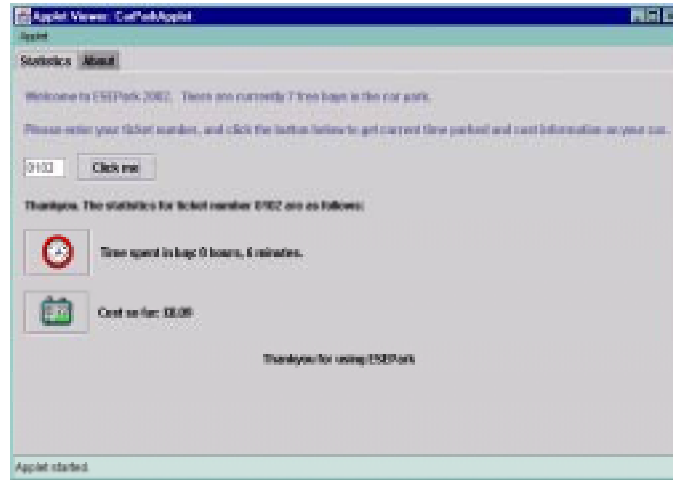 Applet Viewer: CarParkApplet
Applet
Statistics About
Welcome to ESEPark 2002. There are currently 7 free bays in the car park.
Please enter your ticket number, and click the button below to get current time parked and cost information on your car.
0102 Click me
Thankyou. The statistics for ticket number 0102 are as follows:
Time spent in bay: 0 hours, 6 minutes.
Cost so far:
Thankyou for using ESEPark
Applet started.